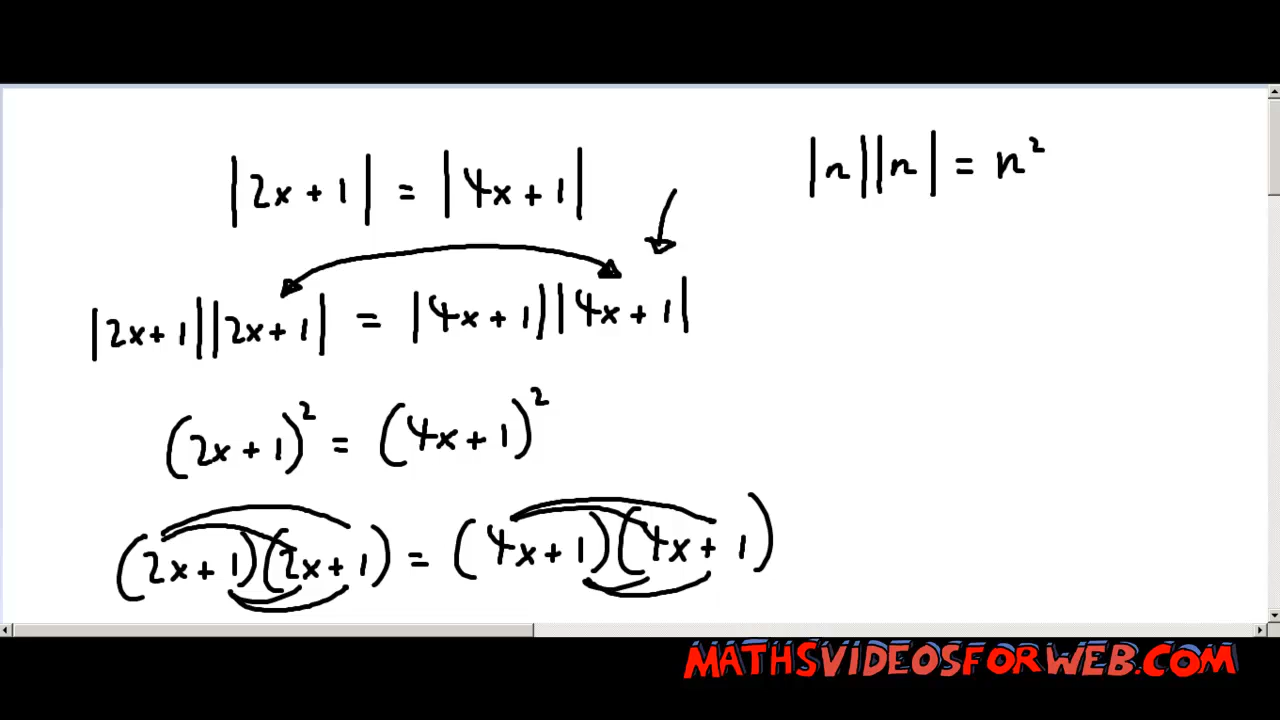 |2x + 1| = |4x + 1|
|n||n| = n²
|2x + 1||2x + 1| = |4x + 1||4x + 1|
(2x + 1)² = (4x + 1)²
(2x + 1)(2x + 1) = (4x + 1)(4x + 1)
MATHSVIDEOSFORWEB.COM